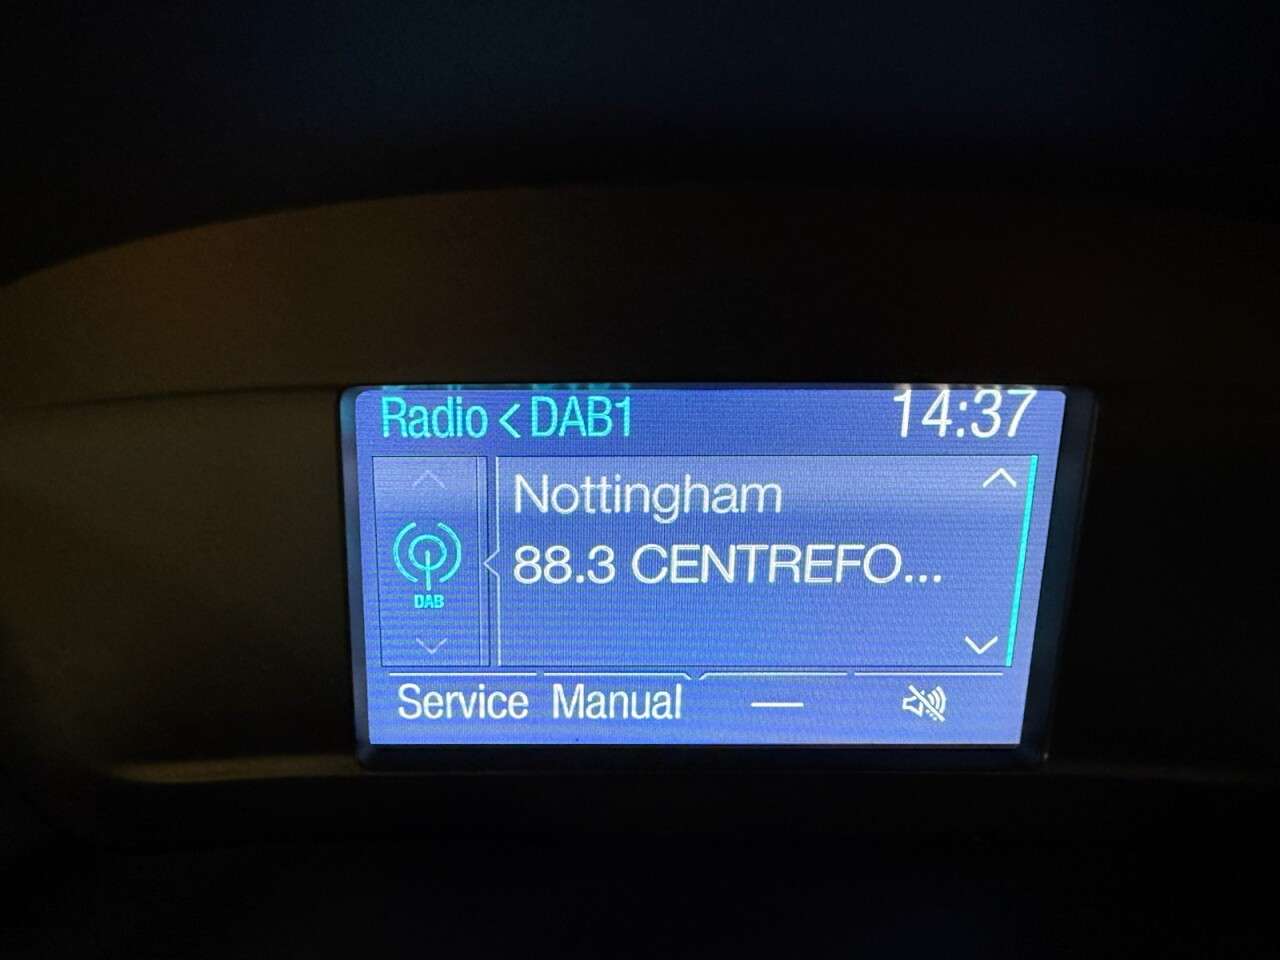 Radio < DAB1 14:37
Nottingham
88.3 CENTREFO...
DAB
Service Manual